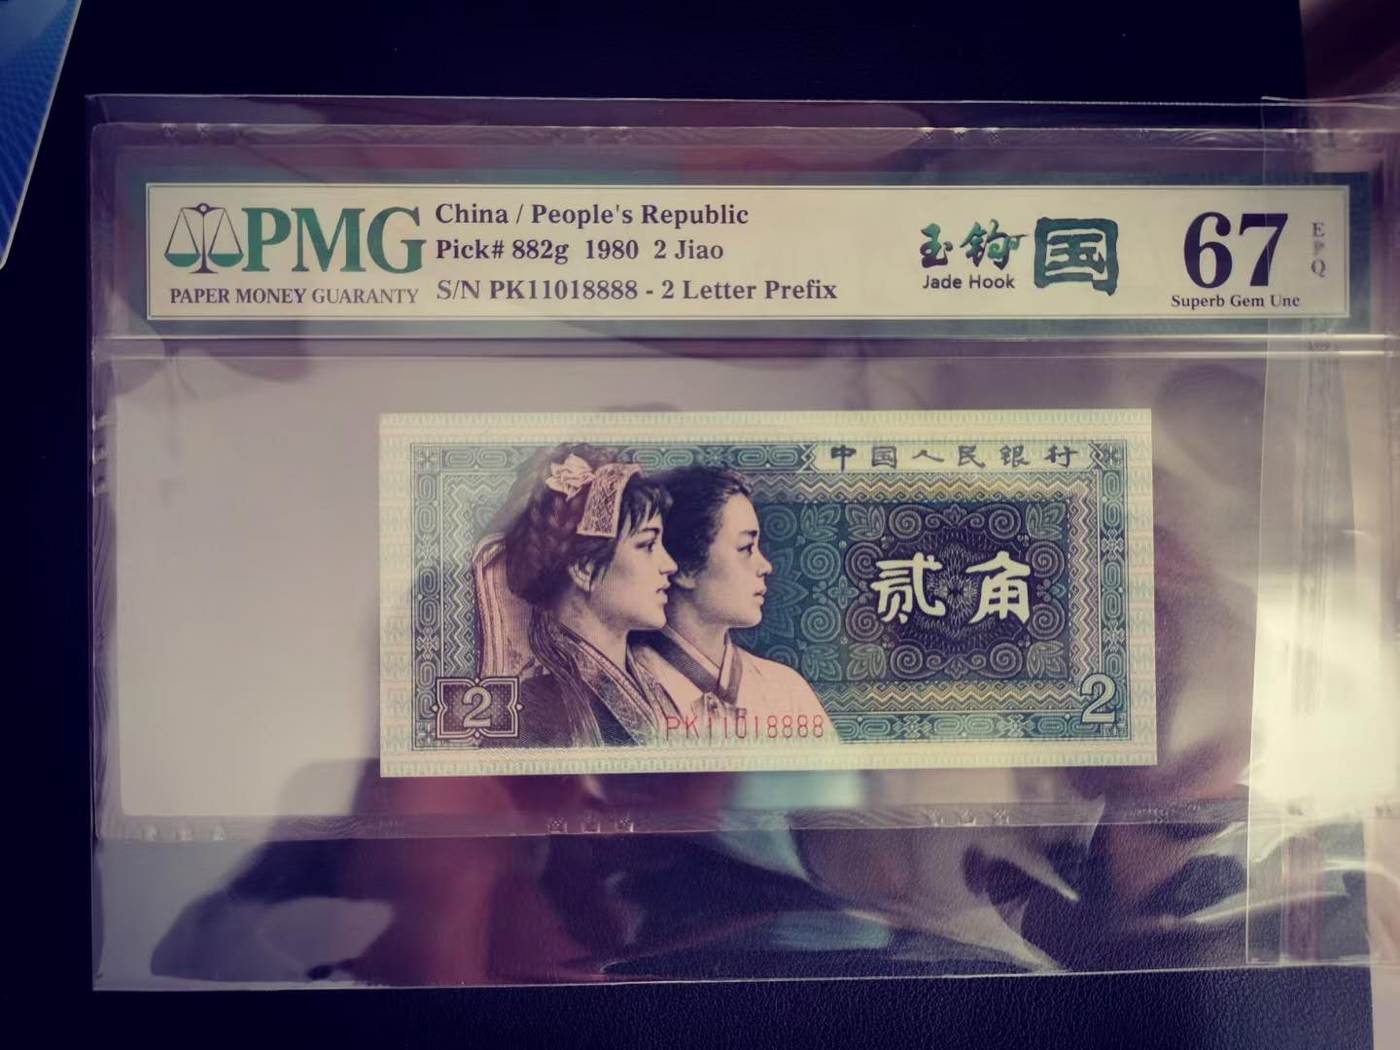 PMG
PAPER MONEY GUARANTY
China / People's Republic
Pick# 882g 1980 2 Jiao
S/N PK11018888 - 2 Letter Prefix
玉钩
Jade Hook
国
67
EPQ
Superb Gem Unc
中国人民银行
贰角
2
PK11018888
2